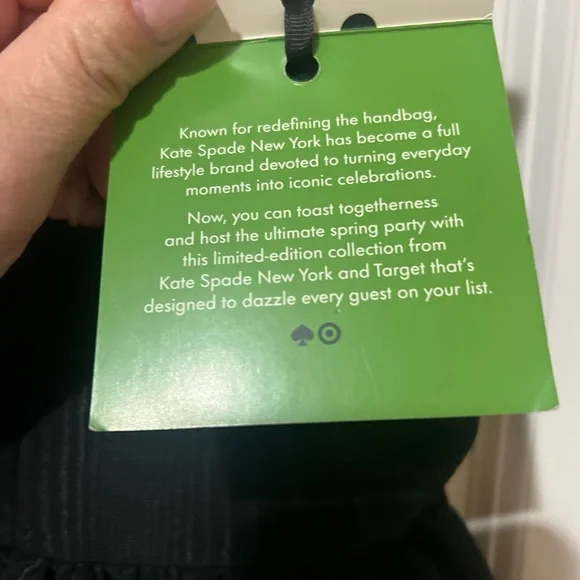 Known for redefining the handbag,
Kate Spade New York has become a full
lifestyle brand devoted to turning everyday
moments into iconic celebrations.
Now, you can toast togetherness
and host the ultimate spring party with
this limited-edition collection from
Kate Spade New York and Target that's
designed to dazzle every guest on your list.